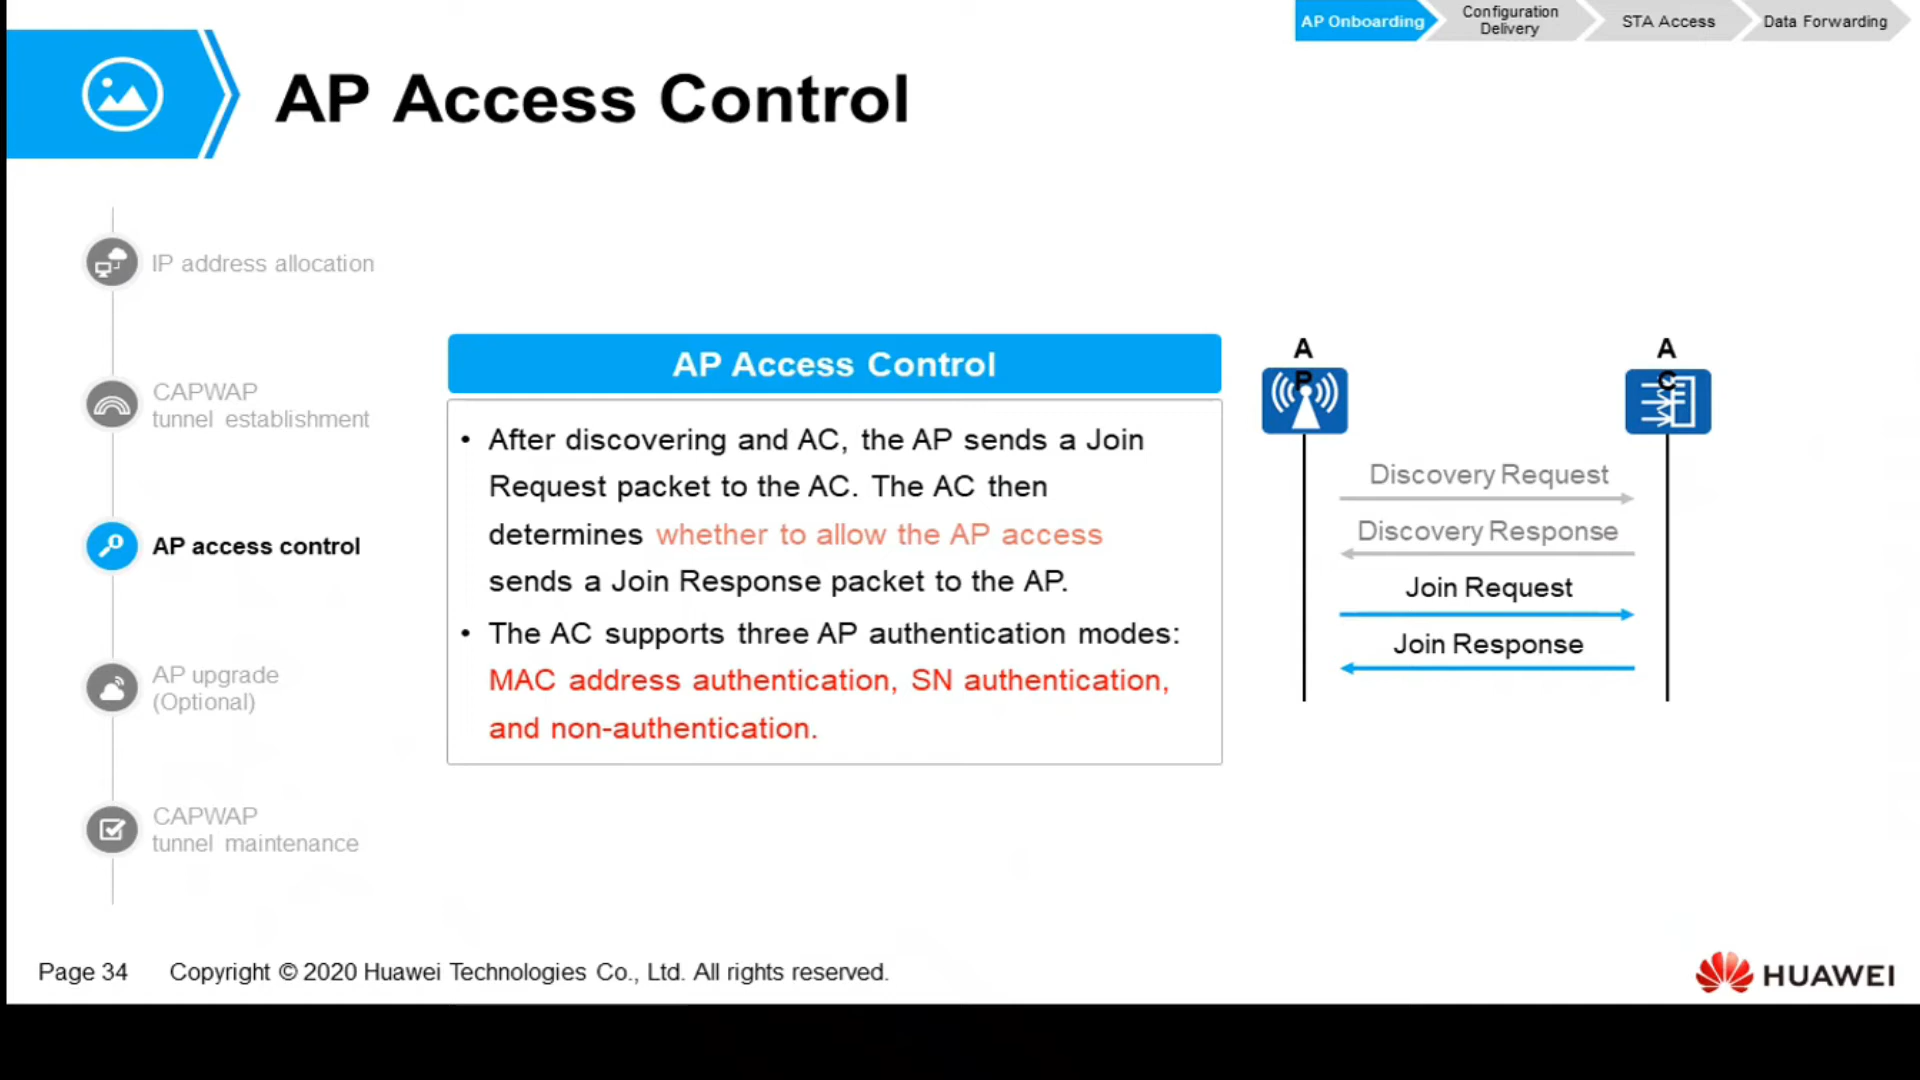 AP Onboarding
Configuration
Delivery
STA Access
Data Forwarding
AP Access Control
IP address allocation
CAPWAP
tunnel establishment
AP access control
AP upgrade
(Optional)
CAPWAP
tunnel maintenance
AP Access Control
• After discovering and AC, the AP sends a Join
Request packet to the AC. The AC then
determines whether to allow the AP access
sends a Join Response packet to the AP.
• The AC supports three AP authentication modes:
MAC address authentication, SN authentication,
and non-authentication.
A
P
A
C
Discovery Request
Discovery Response
Join Request
Join Response
Page 34
Copyright © 2020 Huawei Technologies Co., Ltd. All rights reserved.
HUAWEI